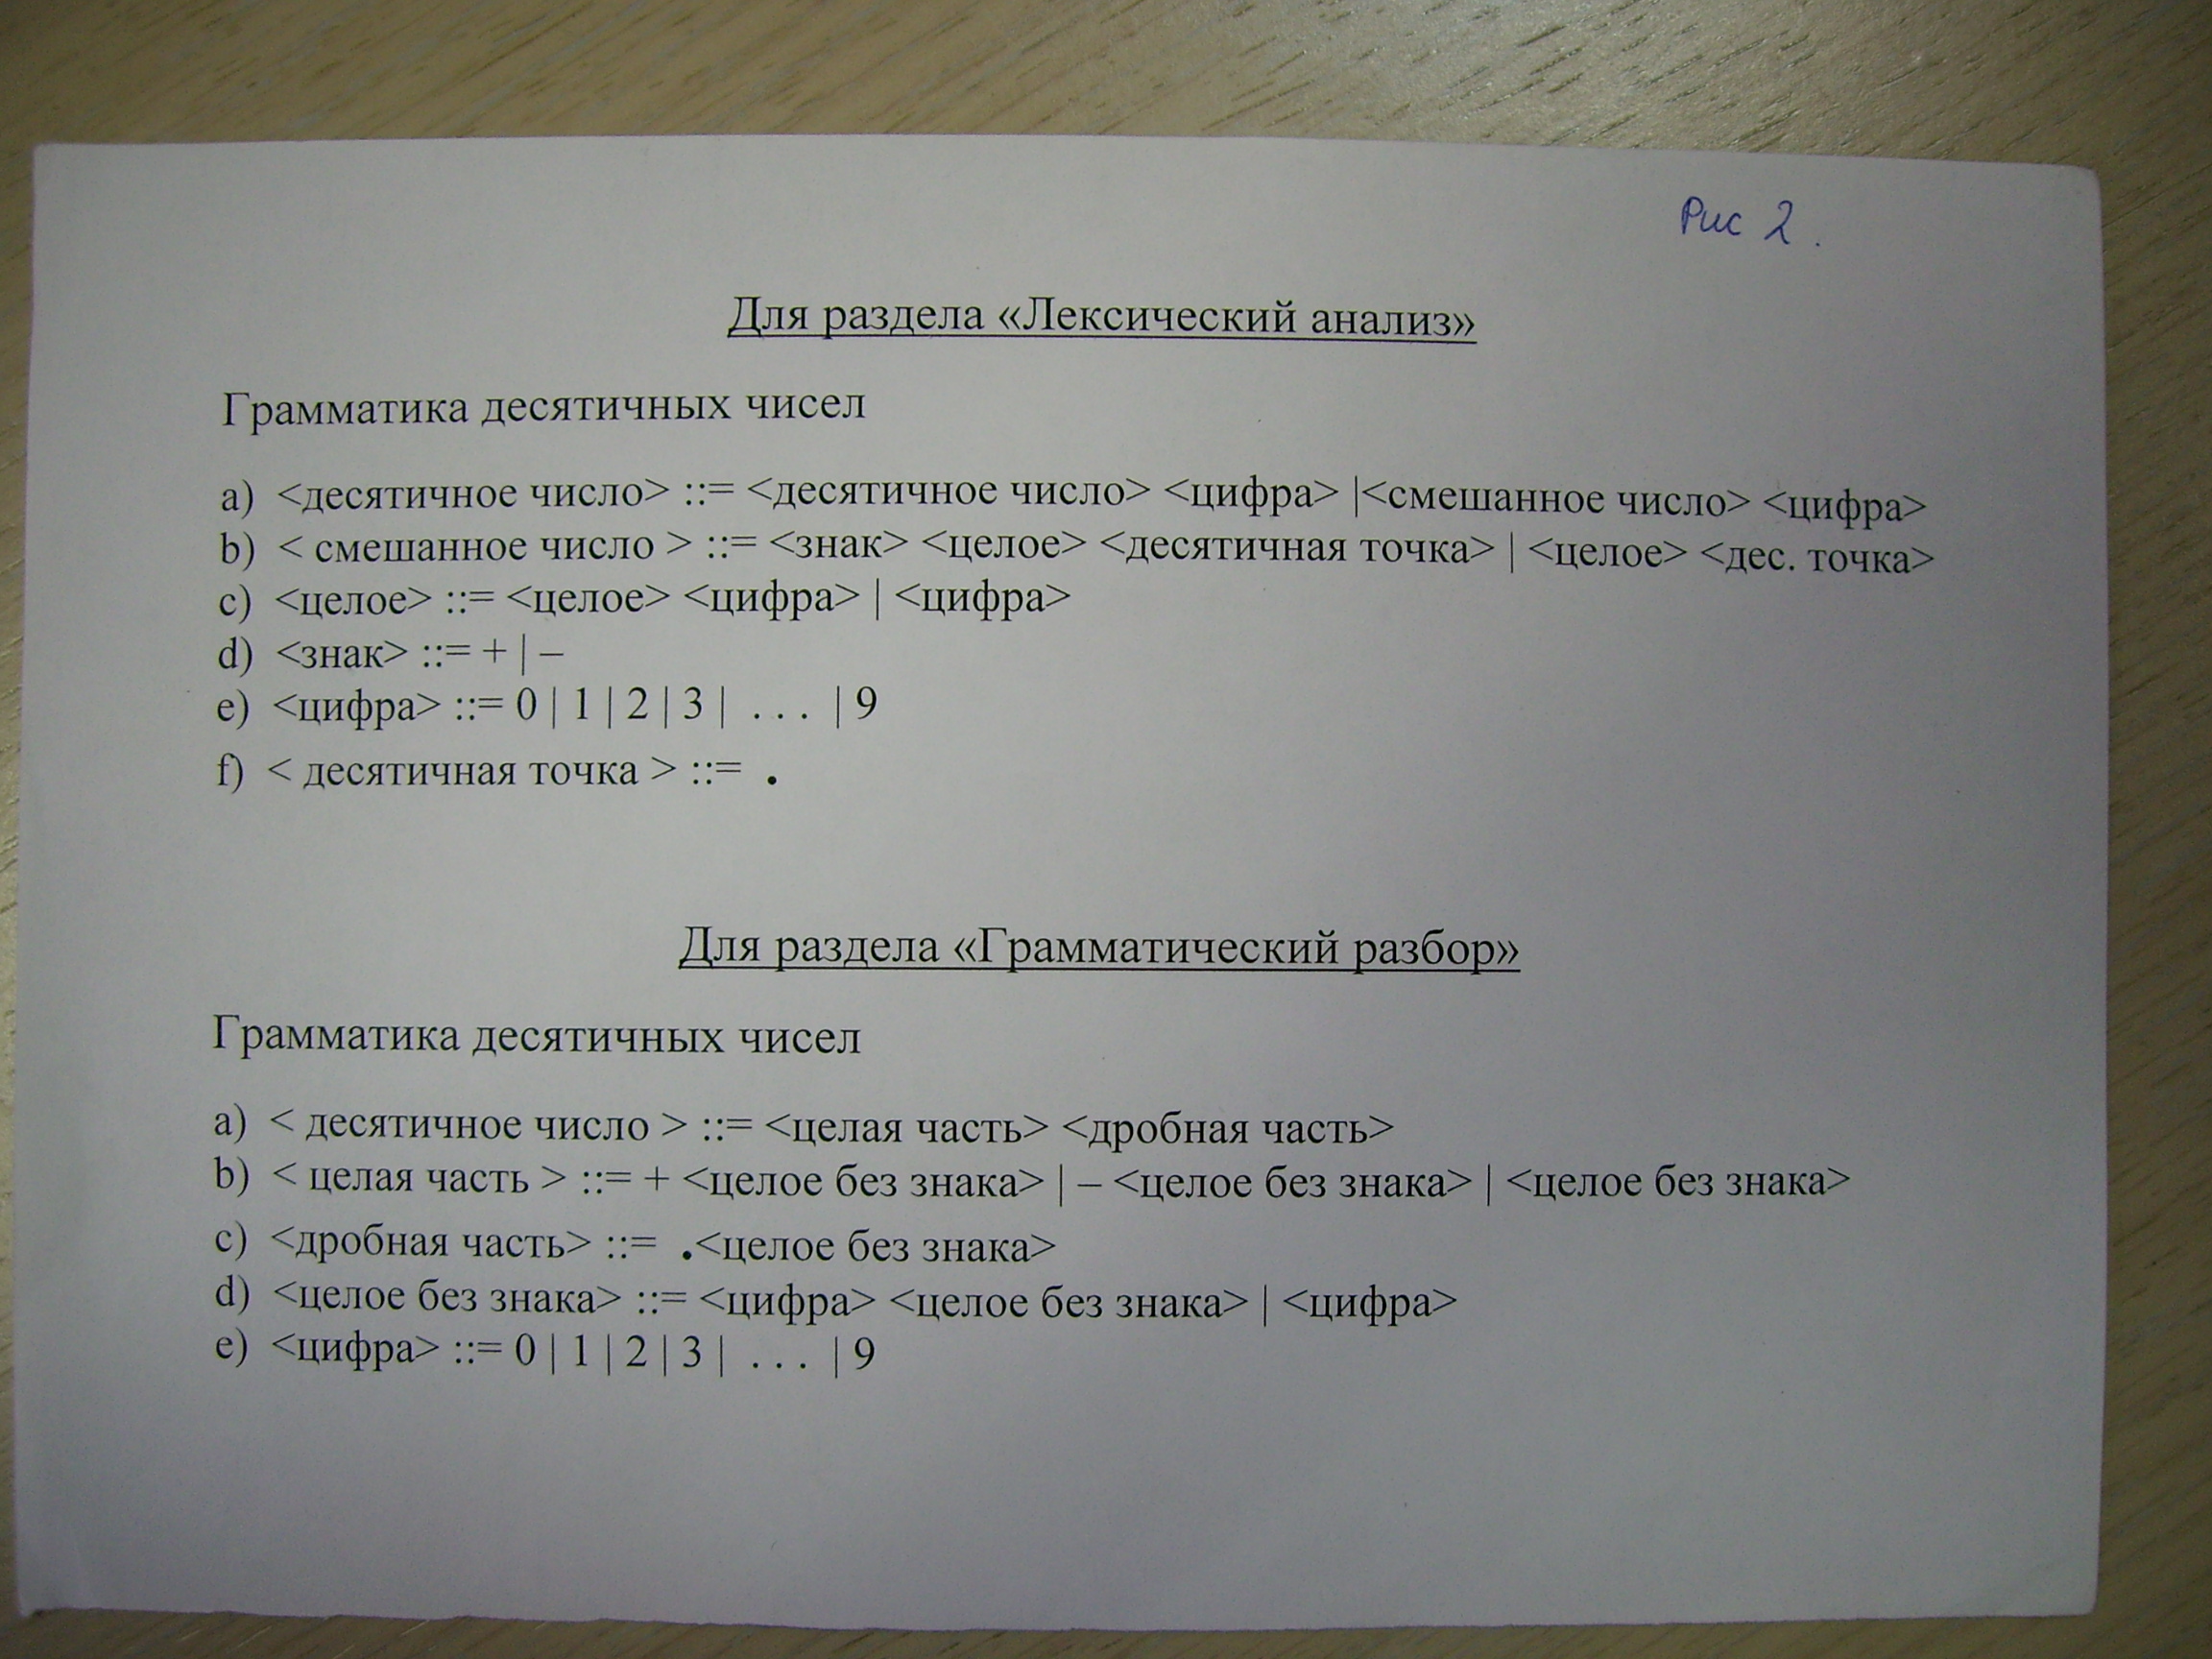 Рис 2.
Для раздела «Лексический анализ»
Грамматика десятичных чисел
a) <десятичное число> ::= <десятичное число> <цифра> |<смешанное число> <цифра>
b) < смешанное число > ::= <знак> <целое> <десятичная точка> | <целое> <дес. точка>
c) <целое> ::= <целое> <цифра> | <цифра>
d) <знак> ::= + | –
e) <цифра> ::= 0 | 1 | 2 | 3 | . . . | 9
f) < десятичная точка > ::= .
Для раздела «Грамматический разбор»
Грамматика десятичных чисел
a) < десятичное число > ::= <целая часть> <дробная часть>
b) < целая часть > ::= + <целое без знака> | – <целое без знака> | <целое без знака>
c) <дробная часть> ::= .<целое без знака>
d) <целое без знака> ::= <цифра> <целое без знака> | <цифра>
e) <цифра> ::= 0 | 1 | 2 | 3 | . . . | 9